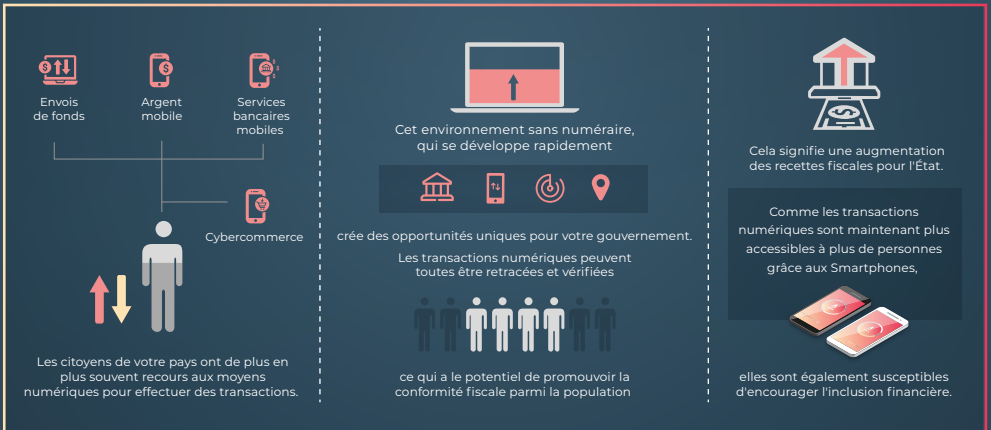 Envois
de fonds
Argent
mobile
Services
bancaires
mobiles
Cybercommerce
Les citoyens de votre pays ont de plus en
plus souvent recours aux moyens
numériques pour effectuer des transactions.
Cet environnement sans numéraire,
qui se développe rapidement
crée des opportunités uniques pour votre gouvernement.
Les transactions numériques peuvent
toutes être retracées et vérifiées
ce qui a le potentiel de promouvoir la
conformité fiscale parmi la population
Cela signifie une augmentation
des recettes fiscales pour l'État.
Comme les transactions
numériques sont maintenant plus
accessibles à plus de personnes
grâce aux Smartphones,
elles sont également susceptibles
d'encourager l'inclusion financière.